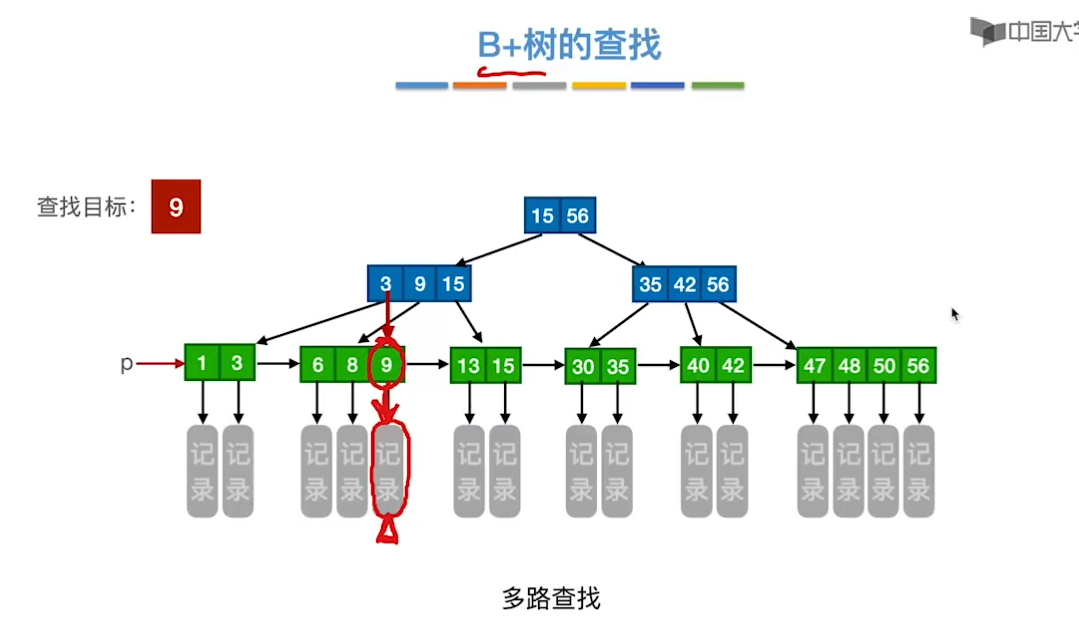 B+树的查找
中国大学
查找目标： 9
15 56
3 9 15 35 42 56
p 1 3 6 8 9 13 15 30 35 40 42 47 48 50 56
记录 记录 记录 记录 记录 记录 记录 记录 记录 记录 记录 记录 记录 记录 记录
多路查找